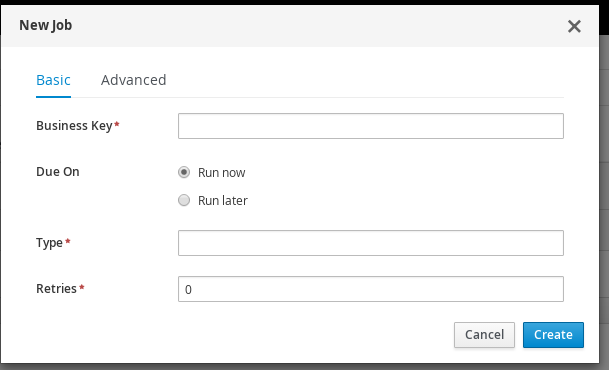 New Job
Basic Advanced
Business Key*
Due On Run now
Run later
Type*
Retries* 0
Cancel Create